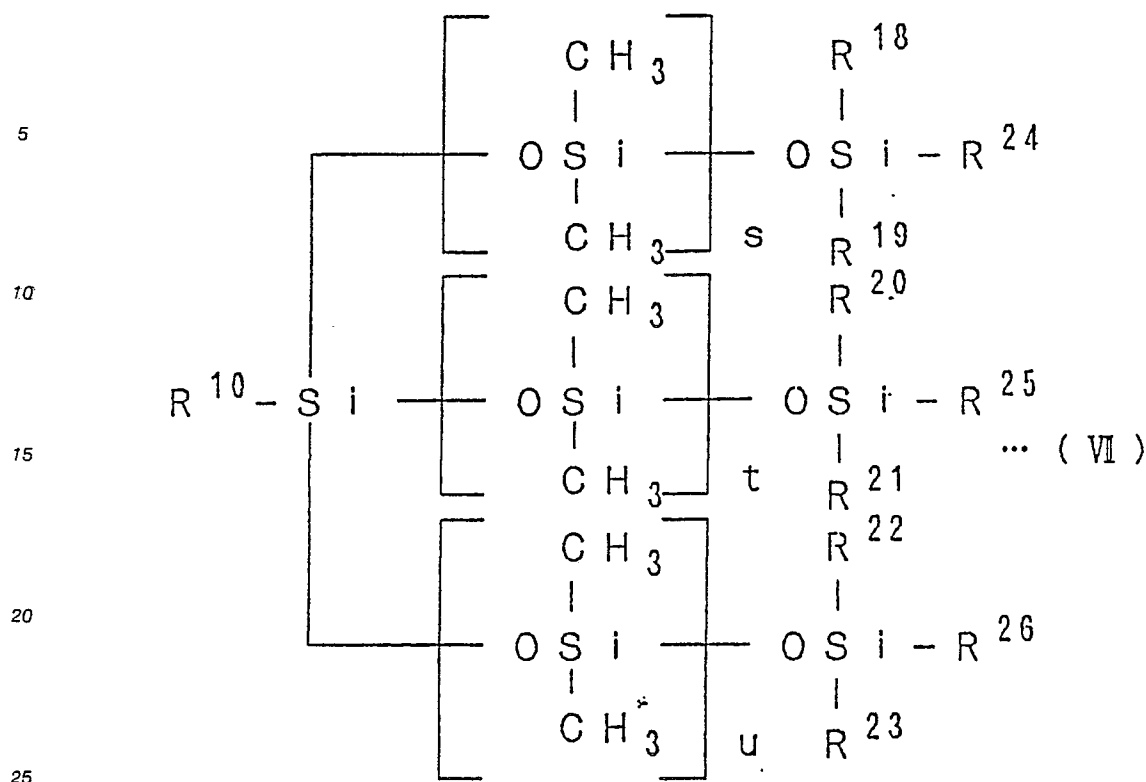 CH3 R18
5
OSi OSi-R24
CH3 s R19
10 CH3 R20
R10-Si OSi OSi-R25
15 ... (VII)
CH3 t R21
CH3 R22
20
OSi OSi-R26
CH3 u R23
25